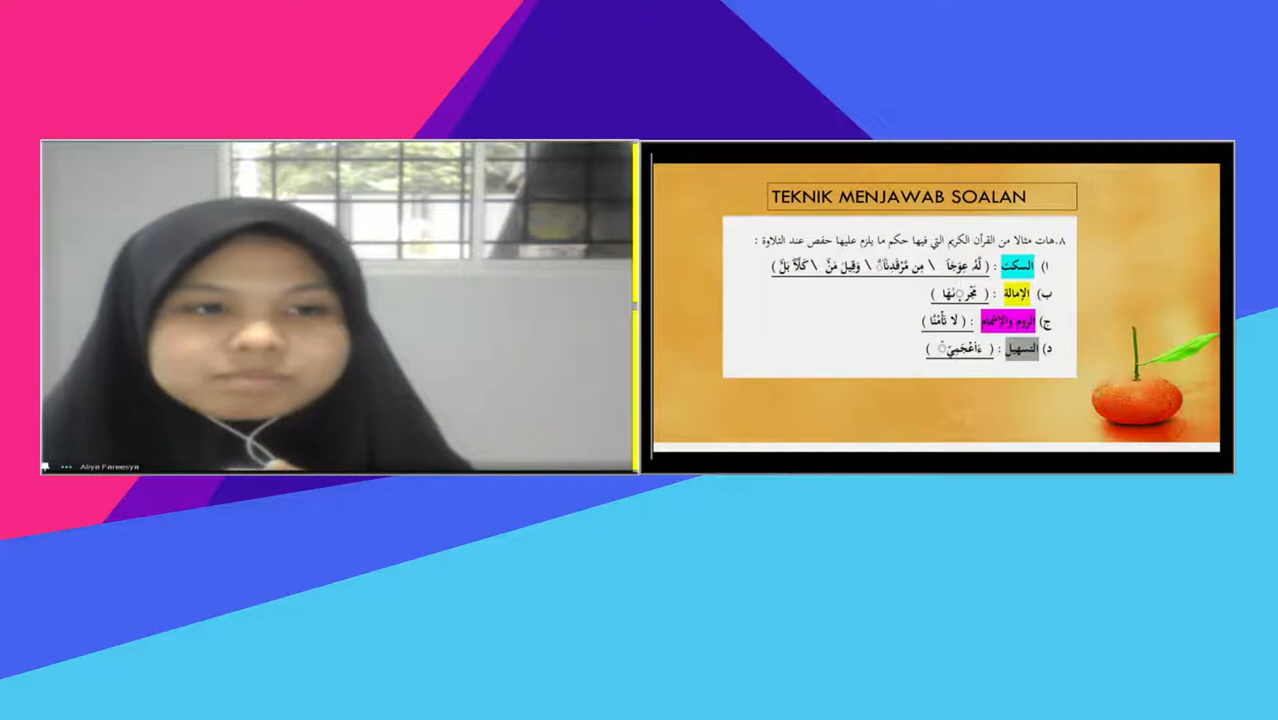 TEKNIK MENJAWAB SOALAN
٨.هات مثالا من القرآن الكريم التي فيها حكم ما يلزم عليها حفص عند التلاوة :
ا) السكت : ( لَّهُۥ عِوَجَاۜ \ مِن مَّرْقَدِنَاۜۗ \ وَقِيلَ مَنْۜ \ كَلَّاۖ بَلْۜ )
ب) الإمالة : ( مَجْر۪ىٰهَا )
ج) الروم والإشمام : ( لَا تَأْمَ۫نَّا )
د) التسهيل : ( ءَا۬عْجَمِيّٞ )
Aliya Fareesya